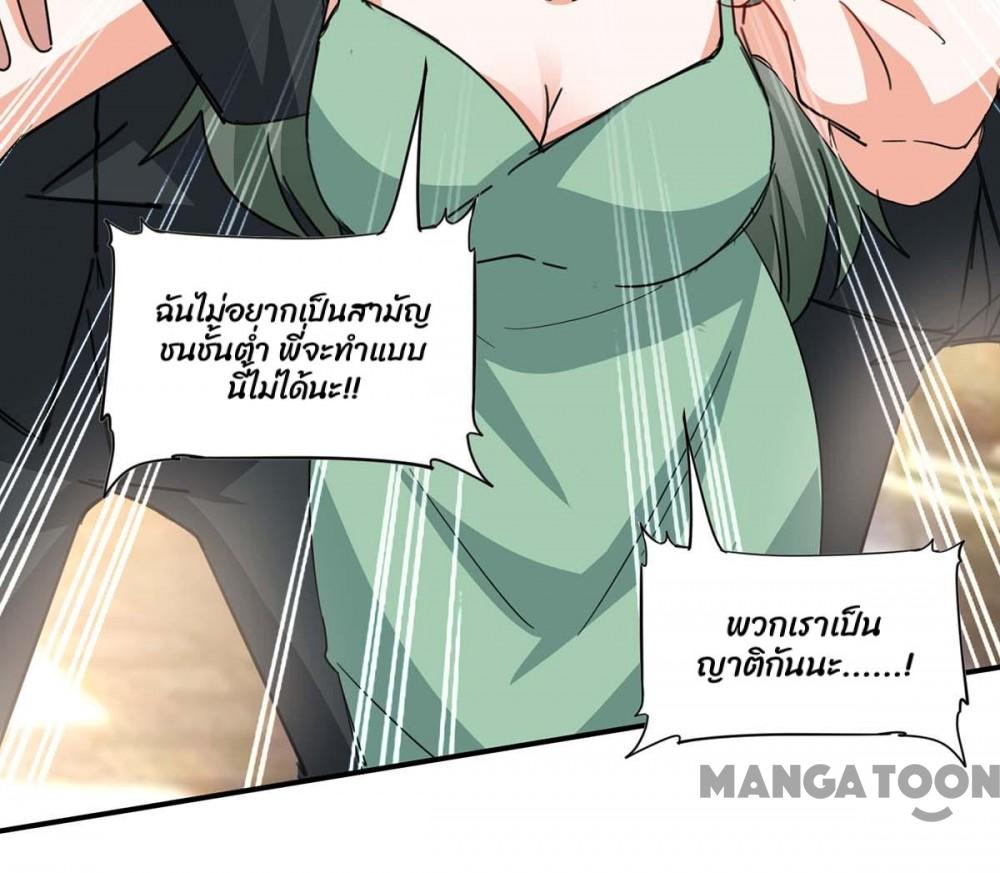 ฉันไม่อยากเป็นสามัญ
ชนชั้นต่ำ พี่จะทำแบบ
นี้ไม่ได้นะ!!
พวกเราเป็น
ญาติกันนะ......!
MANGATOON